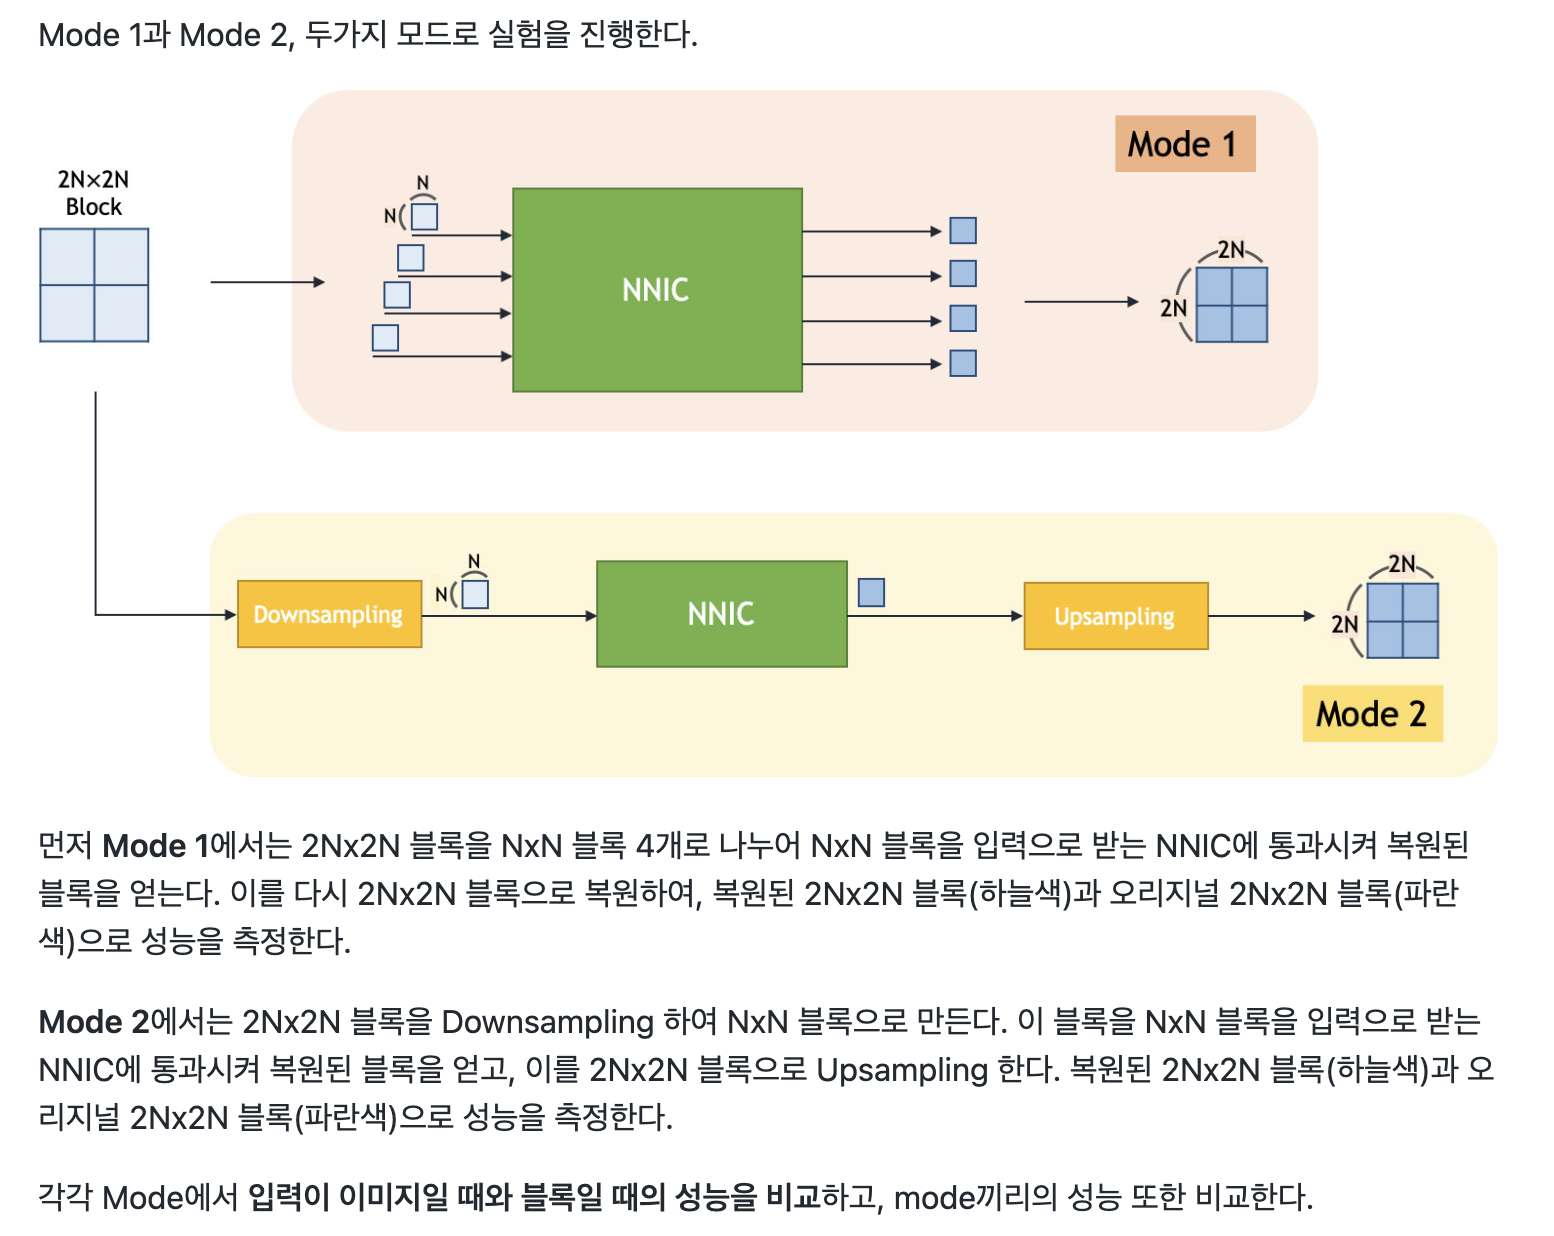 Mode 1과 Mode 2, 두가지 모드로 실험을 진행한다.
Mode 1
2N×2N
Block
N
N
NNIC
2N
2N
N
N
Downsampling
NNIC
Upsampling
2N
2N
Mode 2
먼저 Mode 1에서는 2Nx2N 블록을 NxN 블록 4개로 나누어 NxN 블록을 입력으로 받는 NNIC에 통과시켜 복원된
블록을 얻는다. 이를 다시 2Nx2N 블록으로 복원하여, 복원된 2Nx2N 블록(하늘색)과 오리지널 2Nx2N 블록(파란
색)으로 성능을 측정한다.
Mode 2에서는 2Nx2N 블록을 Downsampling 하여 NxN 블록으로 만든다. 이 블록을 NxN 블록을 입력으로 받는
NNIC에 통과시켜 복원된 블록을 얻고, 이를 2Nx2N 블록으로 Upsampling 한다. 복원된 2Nx2N 블록(하늘색)과 오
리지널 2Nx2N 블록(파란색)으로 성능을 측정한다.
각각 Mode에서 입력이 이미지일 때와 블록일 때의 성능을 비교하고, mode끼리의 성능 또한 비교한다.